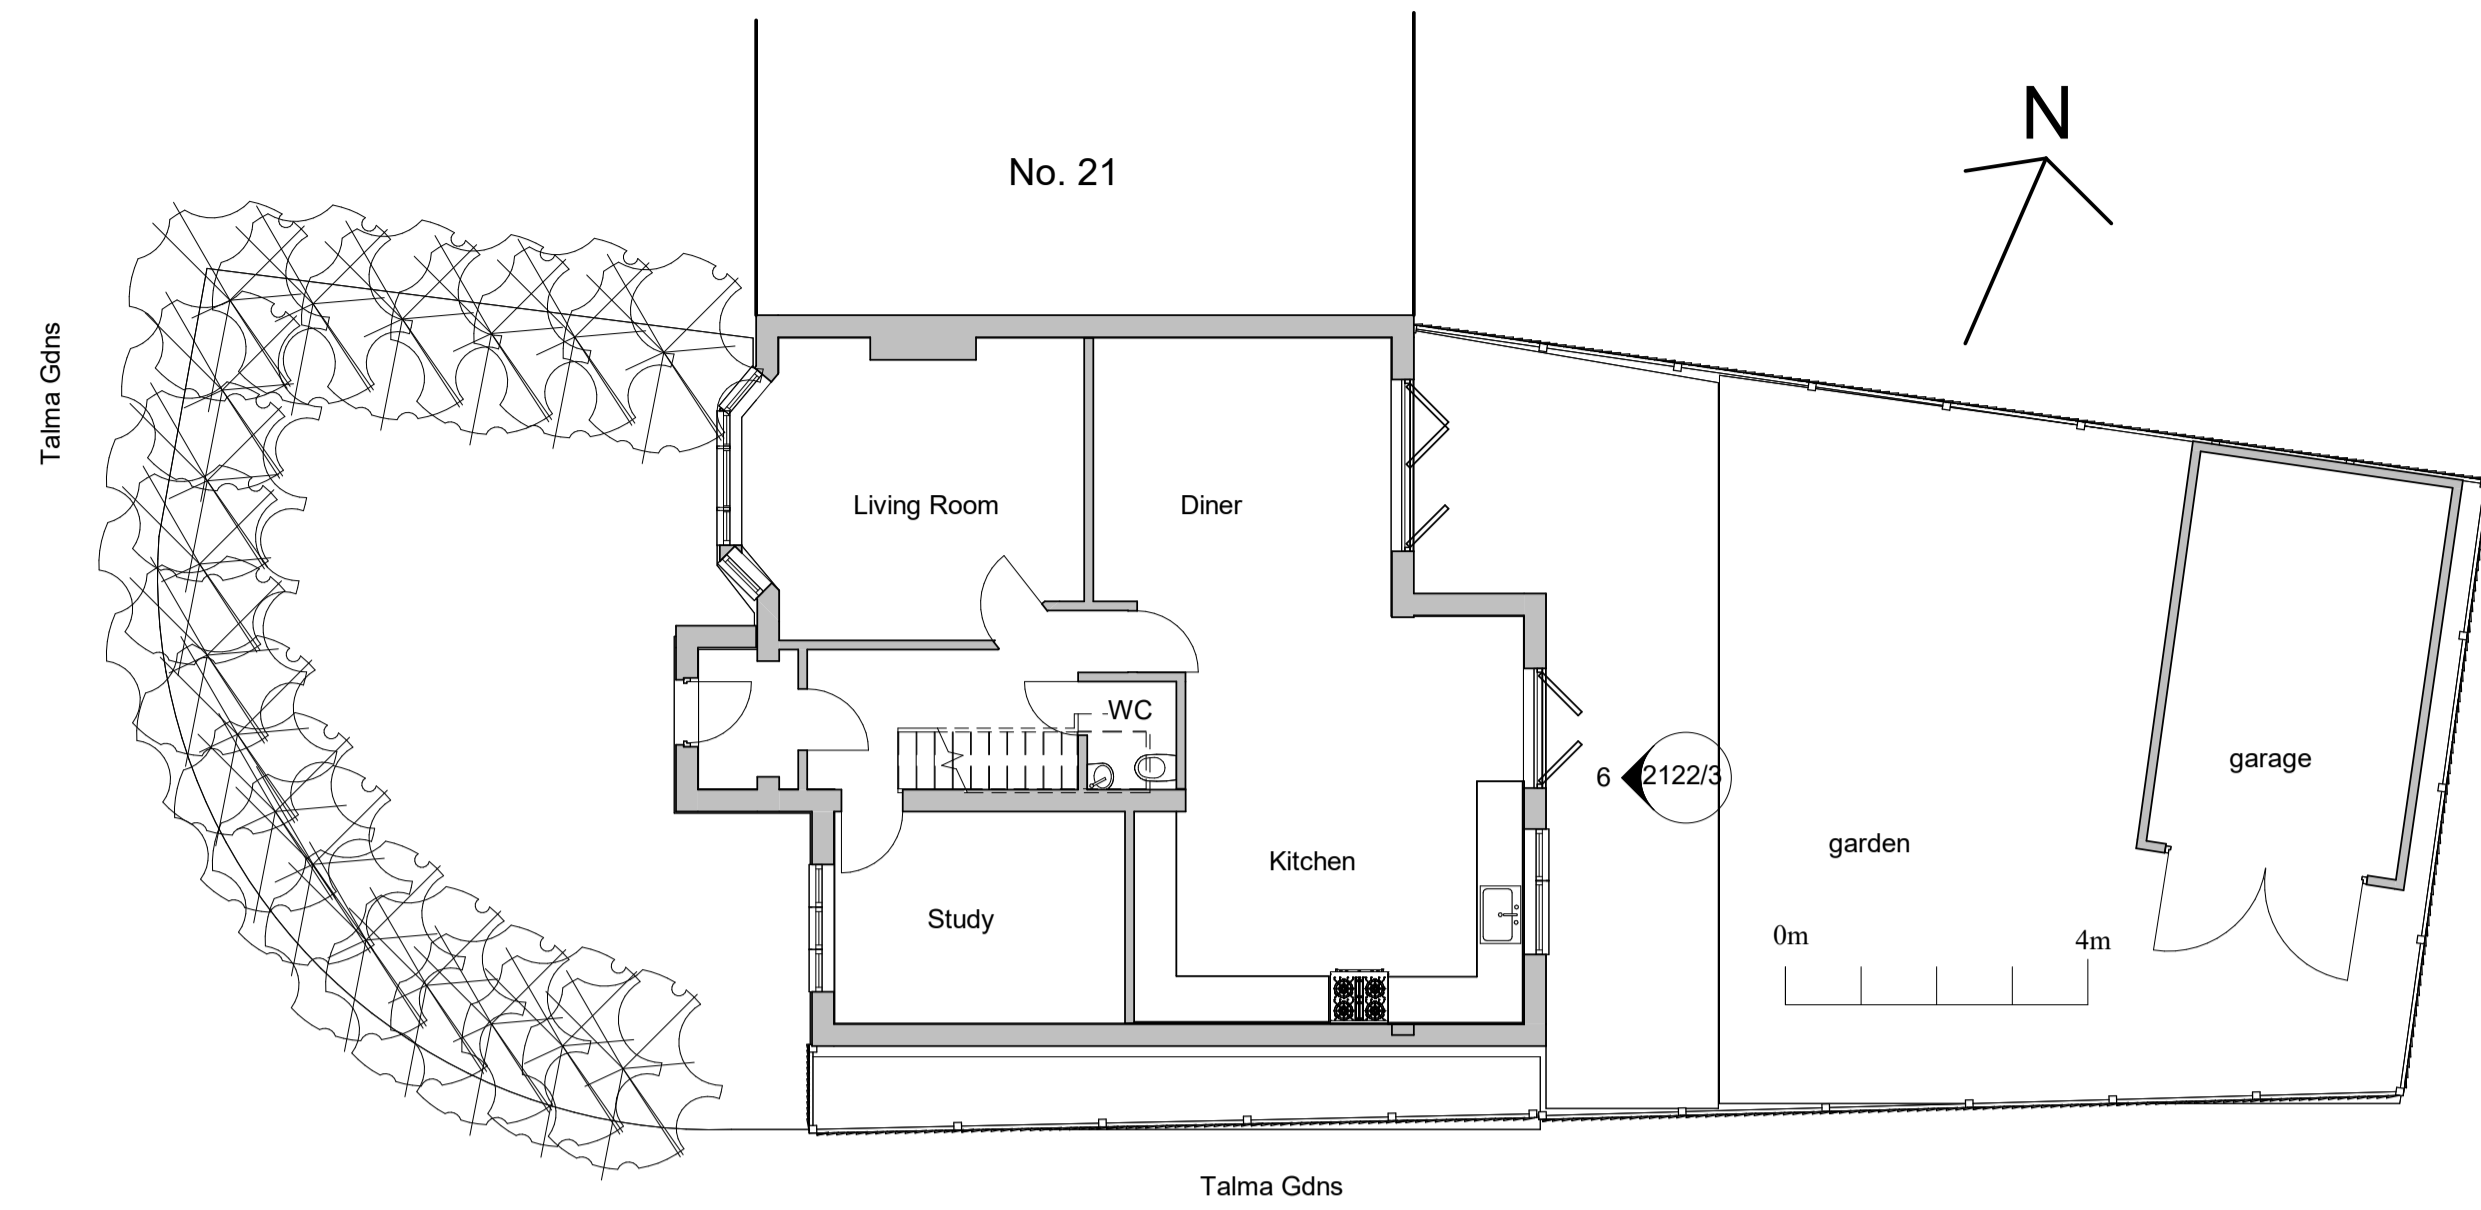 N
No. 21
Talma Gdns
Living Room
Diner
WC
6
2122/3
garage
garden
Kitchen
Study
0m
4m
Talma Gdns